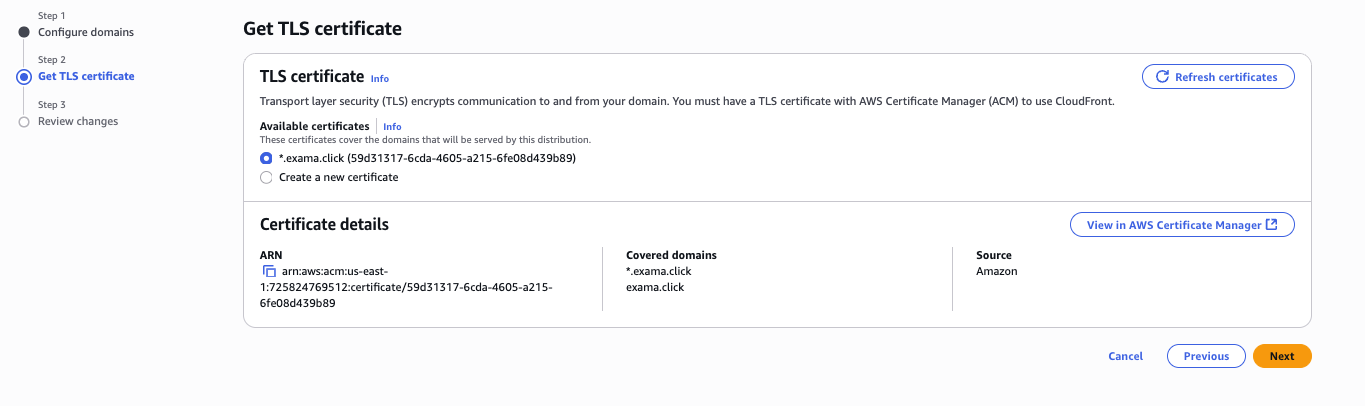 Step 1
Configure domains
Step 2
Get TLS certificate
Step 3
Review changes
Get TLS certificate
TLS certificate Info
Refresh certificates
Transport layer security (TLS) encrypts communication to and from your domain. You must have a TLS certificate with AWS Certificate Manager (ACM) to use CloudFront.
Available certificates Info
These certificates cover the domains that will be served by this distribution.
*.exama.click (59d31317-6cda-4605-a215-6fe08d439b89)
Create a new certificate
Certificate details
View in AWS Certificate Manager
ARN
arn:aws:acm:us-east-
1:725824769512:certificate/59d31317-6cda-4605-a215-
6fe08d439b89
Covered domains
*.exama.click
exama.click
Source
Amazon
Cancel
Previous
Next